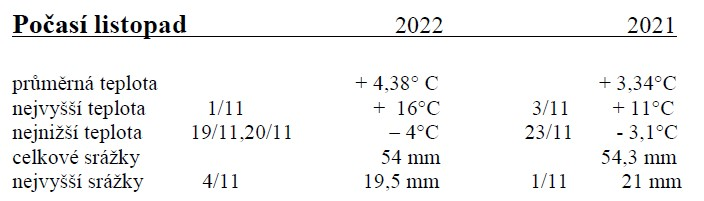 Počasí listopad 2022 2021
průměrná teplota + 4,38° C + 3,34°C
nejvyšší teplota 1/11 + 16°C 3/11 + 11°C
nejnižší teplota 19/11,20/11 – 4°C 23/11 - 3,1°C
celkové srážky 54 mm 54,3 mm
nejvyšší srážky 4/11 19,5 mm 1/11 21 mm